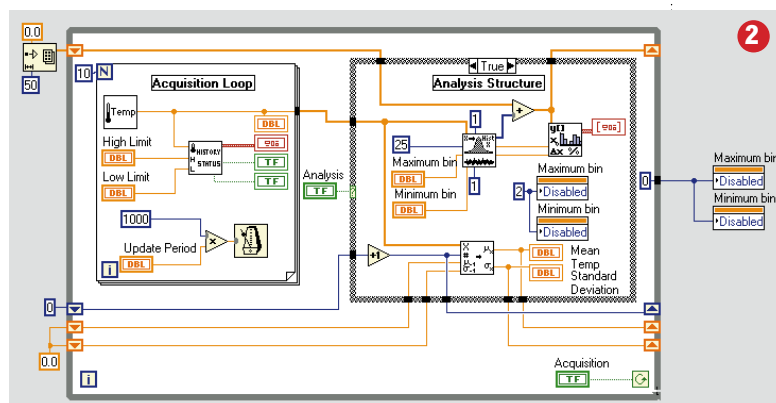 2
0.0
50
10 N
Acquisition Loop
True
Analysis Structure
Temp
DBL
High Limit
DBL
HISTORY
H STATUS
L
TF
TF
Low Limit
DBL
1000
Update Period
DBL
i
Analysis
TF
1
25
Maximum bin
DBL
Minimum bin
DBL
1
2
Maximum bin
Disabled
Minimum bin
Disabled
+1
DBL
Mean
DBL
Temp
Standard
Deviation
0
Maximum bin
Disabled
Minimum bin
Disabled
0
0.0
i
Acquisition
TF